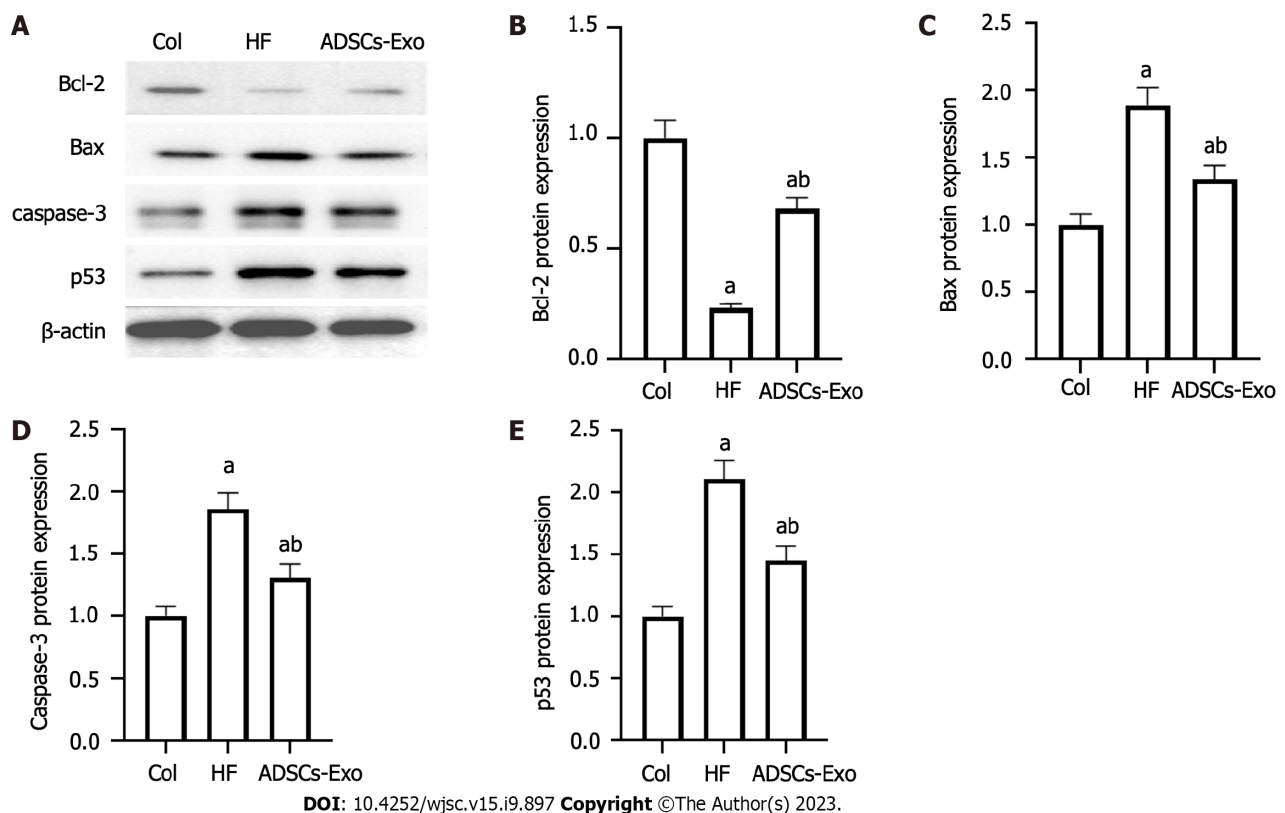 A
Col HF ADSCs-Exo
Bcl-2
Bax
caspase-3
p53
β-actin
B
Bcl-2 protein expression
1.5
1.0
0.5
0.0
a
ab
Col HF ADSCs-Exo
C
Bax protein expression
2.5
2.0
1.5
1.0
0.5
0.0
a
ab
Col HF ADSCs-Exo
D
Caspase-3 protein expression
2.5
2.0
1.5
1.0
0.5
0.0
a
ab
Col HF ADSCs-Exo
E
p53 protein expression
2.5
2.0
1.5
1.0
0.5
0.0
a
ab
Col HF ADSCs-Exo
DOI: 10.4252/wjsc.v15.i9.897 Copyright ©The Author(s) 2023.